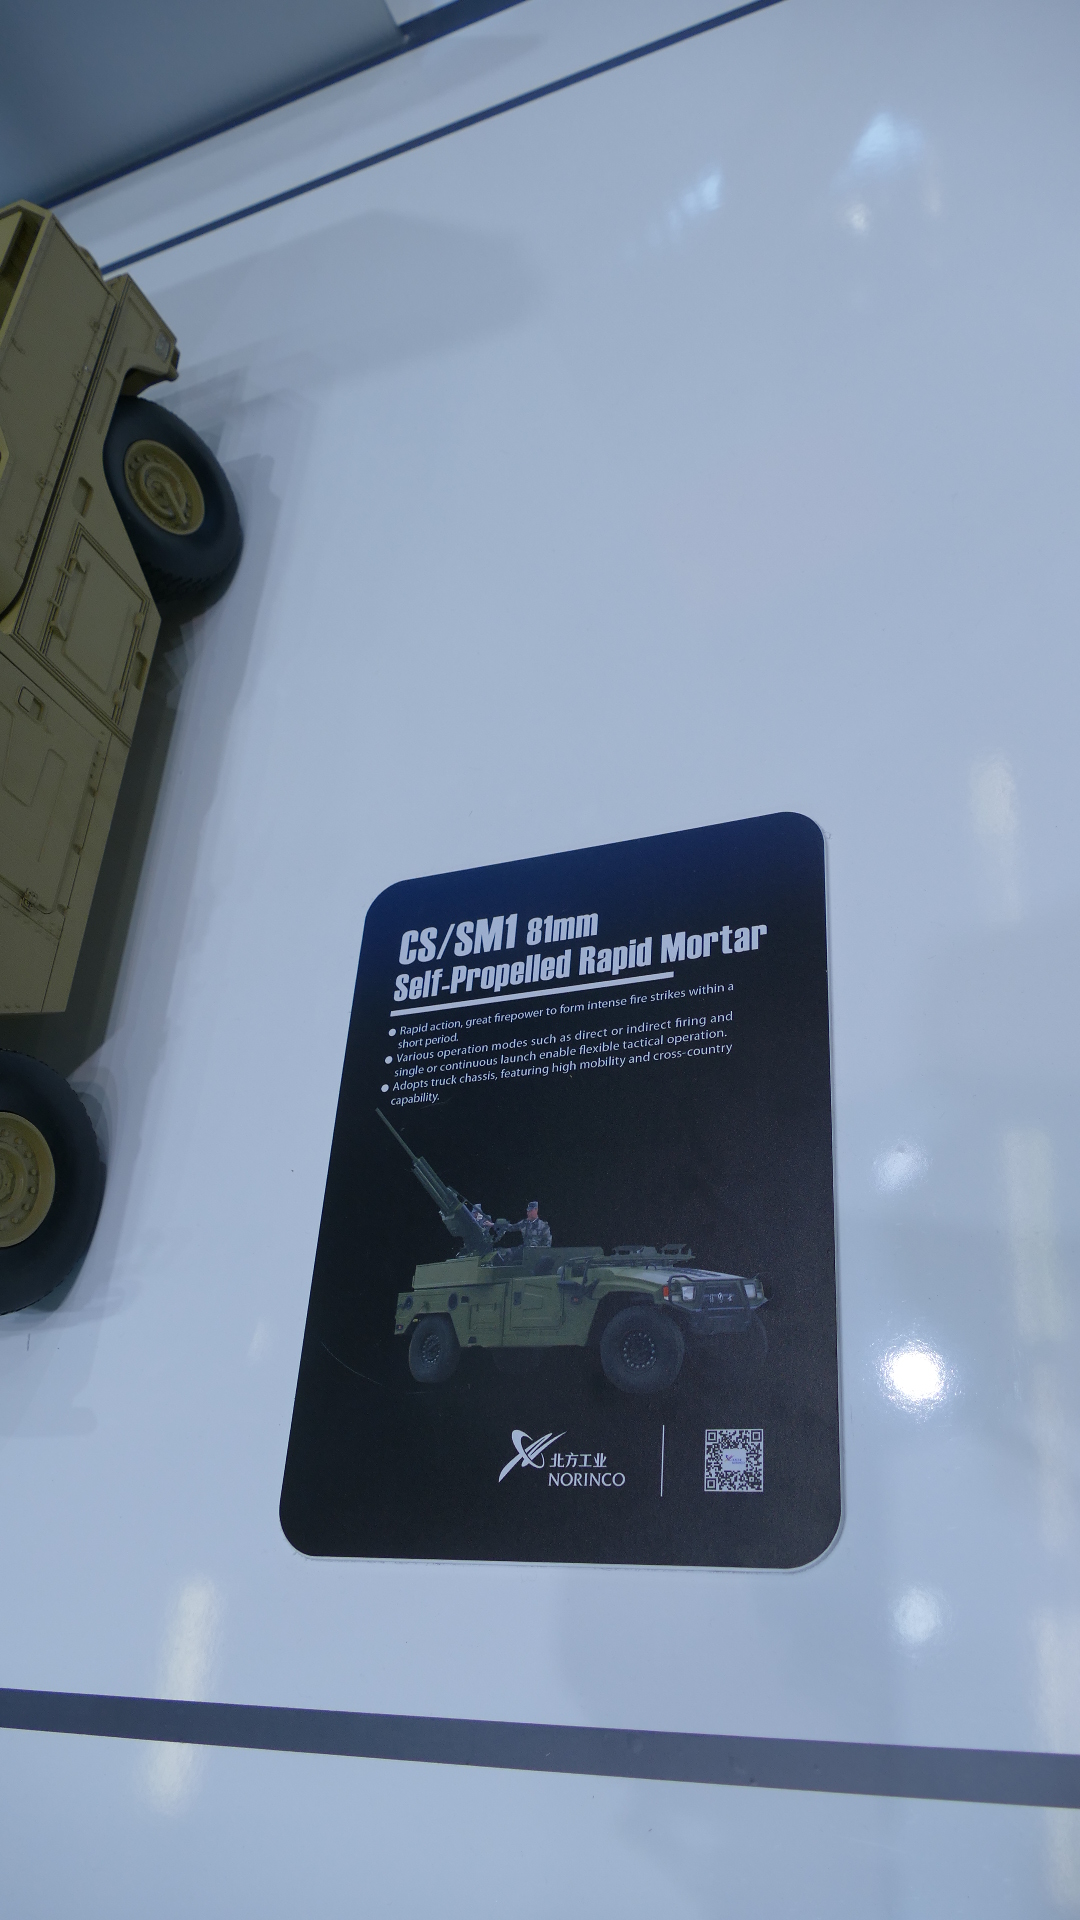 CS/SM1 81mm
Self-Propelled Rapid Mortar
● Rapid action, great firepower to form intense fire strikes within a
short period.
● Various operation modes such as direct or indirect firing and
single or continuous launch enable flexible tactical operation.
● Adopts truck chassis, featuring high mobility and cross-country
capability.
北方工业
NORINCO